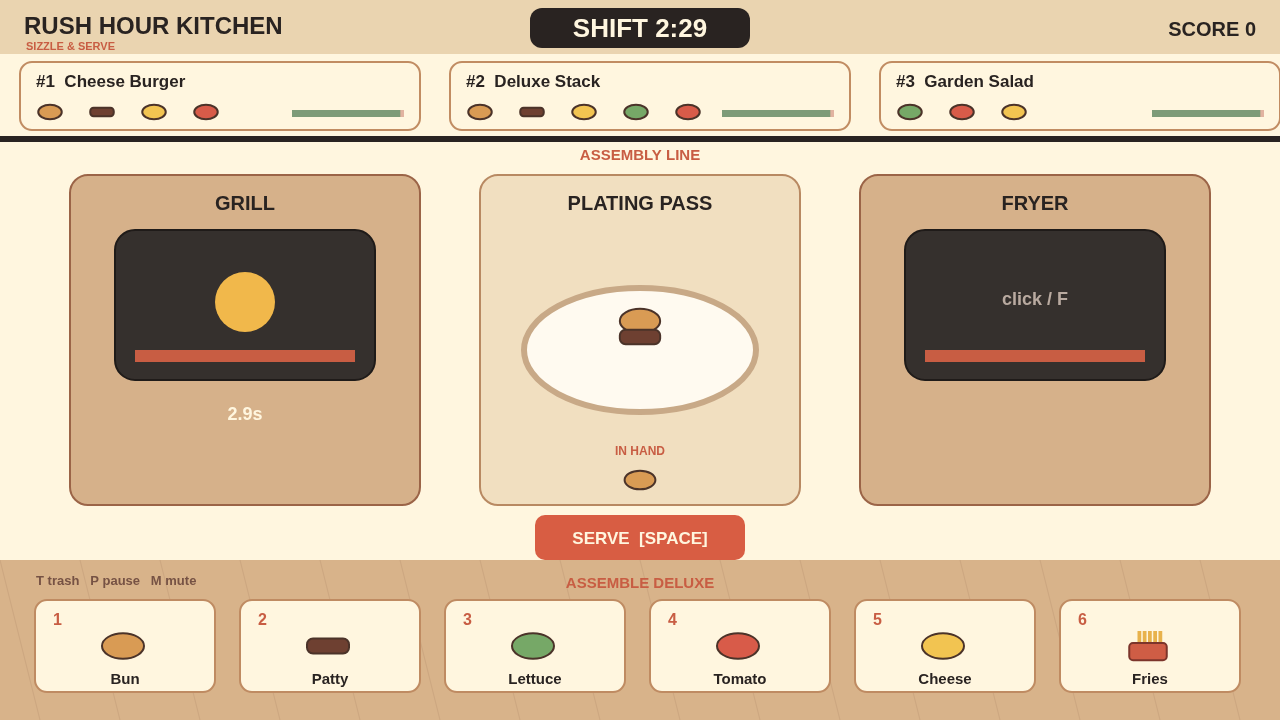 RUSH HOUR KITCHEN
SIZZLE & SERVE
SHIFT 2:29
SCORE 0
#1 Cheese Burger
#2 Deluxe Stack
#3 Garden Salad
ASSEMBLY LINE
GRILL
PLATING PASS
FRYER
click / F
2.9s
IN HAND
SERVE [SPACE]
T trash P pause M mute
ASSEMBLE DELUXE
1
2
3
4
5
6
Bun
Patty
Lettuce
Tomato
Cheese
Fries